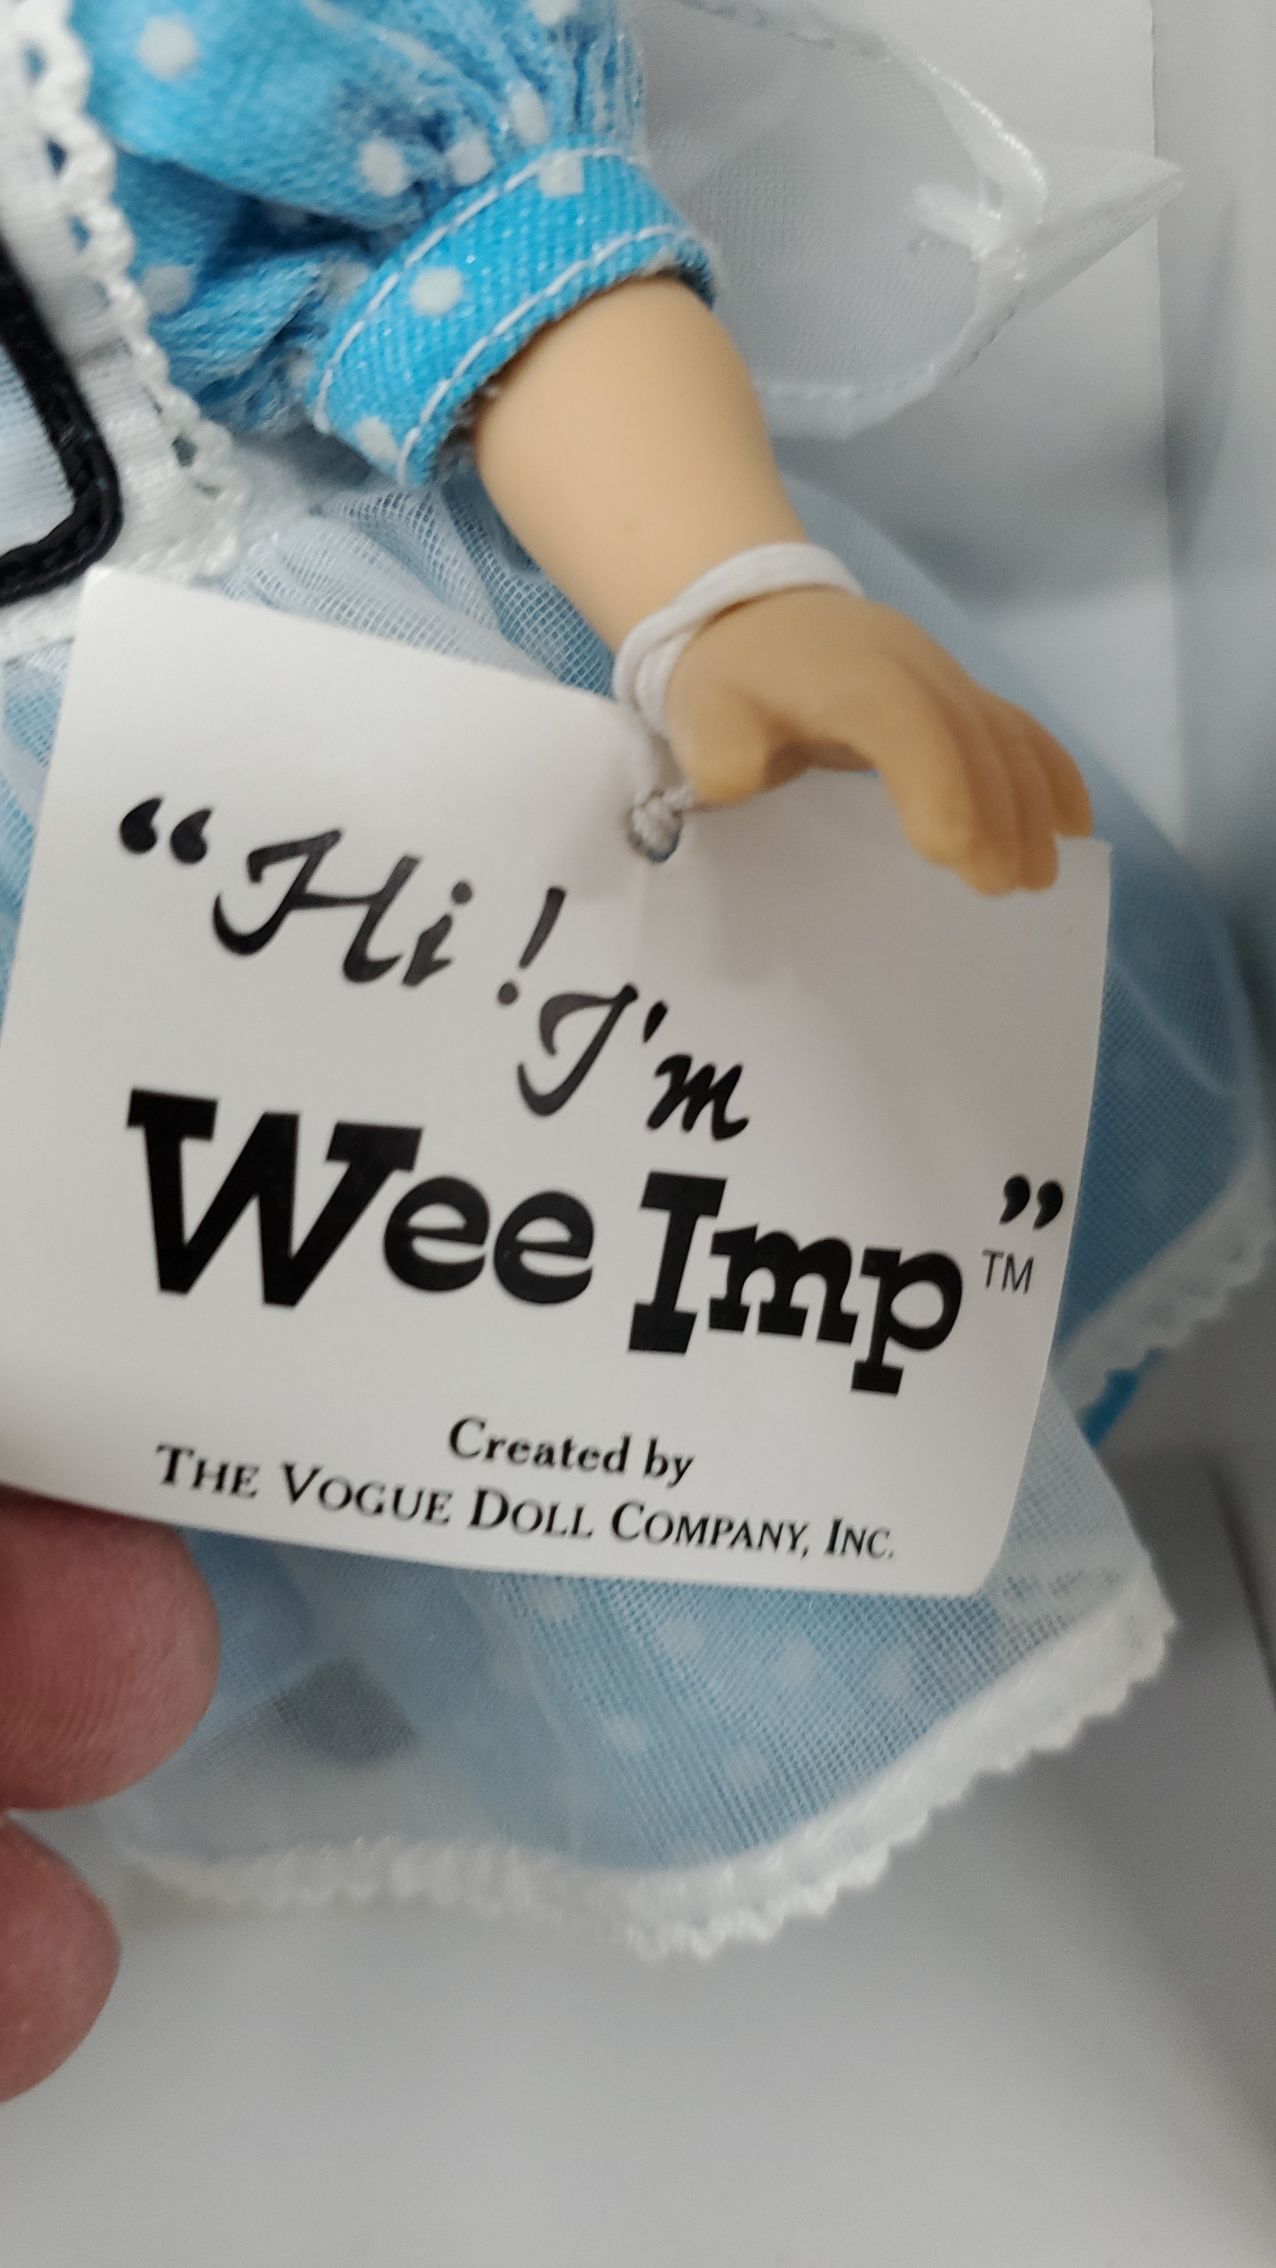 “Hi! I'm
Wee Imp”™
Created by
THE VOGUE DOLL COMPANY, INC.